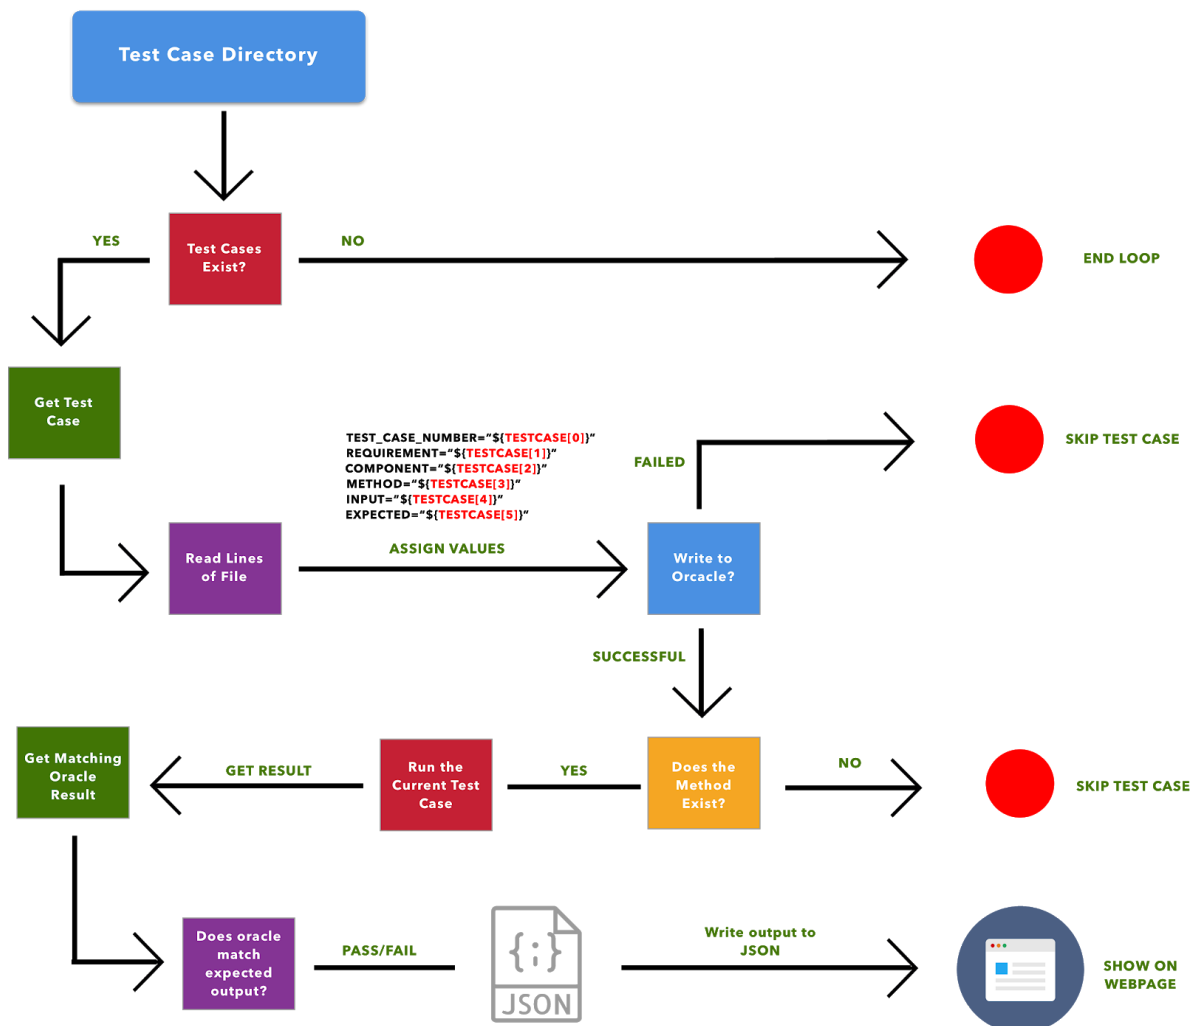 Test Case Directory
YES
Test Cases
Exist?
NO
END LOOP
Get Test
Case
TEST_CASE_NUMBER="${TESTCASE[0]}"
REQUIREMENT="${TESTCASE[1]}"
COMPONENT="${TESTCASE[2]}"
METHOD="${TESTCASE[3]}"
INPUT="${TESTCASE[4]}"
EXPECTED="${TESTCASE[5]}"
FAILED
SKIP TEST CASE
Read Lines
of File
ASSIGN VALUES
Write to
Orcacle?
SUCCESSFUL
Get Matching
Oracle
Result
GET RESULT
Run the
Current Test
Case
YES
Does the
Method
Exist?
NO
SKIP TEST CASE
Does oracle
match
expected
output?
PASS/FAIL
{;}
JSON
Write output to
JSON
SHOW ON
WEBPAGE